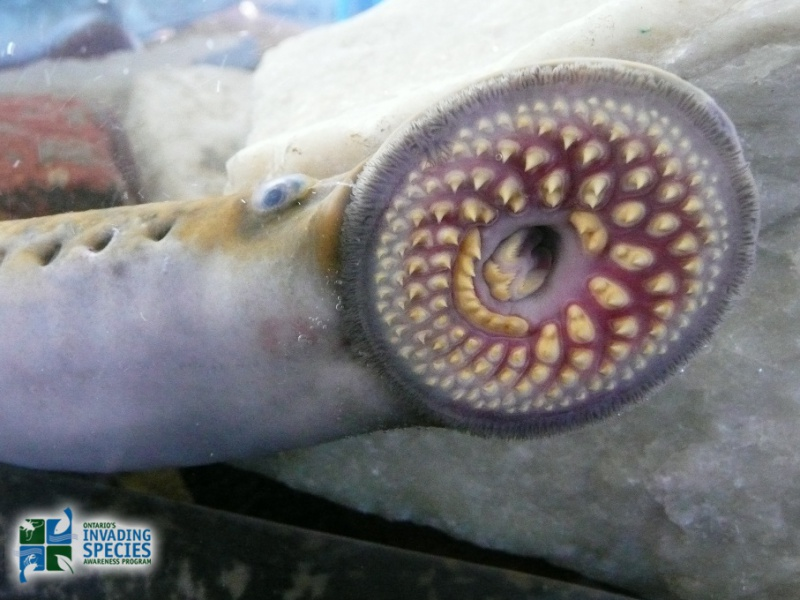 ONTARIO'S
INVADING
SPECIES
AWARENESS PROGRAM